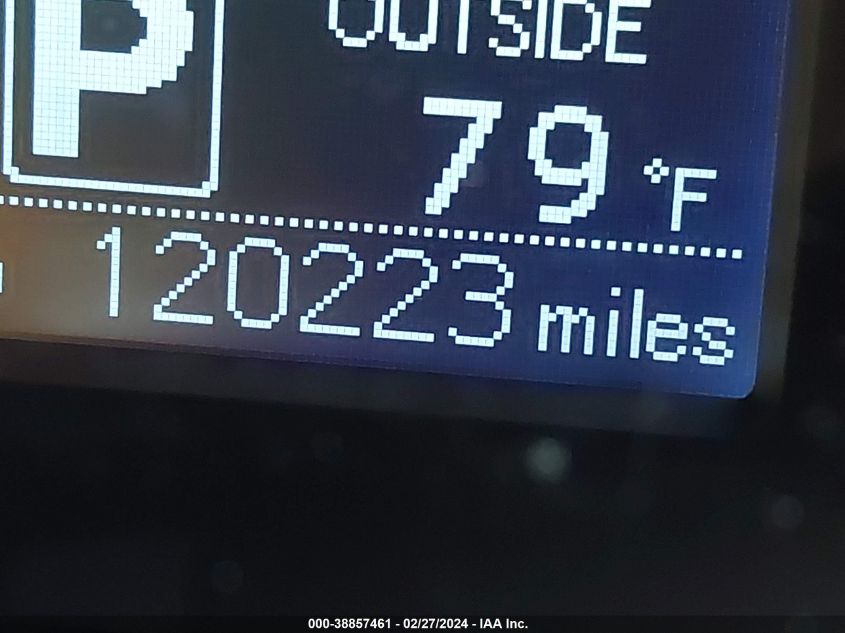 P
OUTSIDE
79 °F
120223 miles
000-38857461 - 02/27/2024 - IAA Inc.